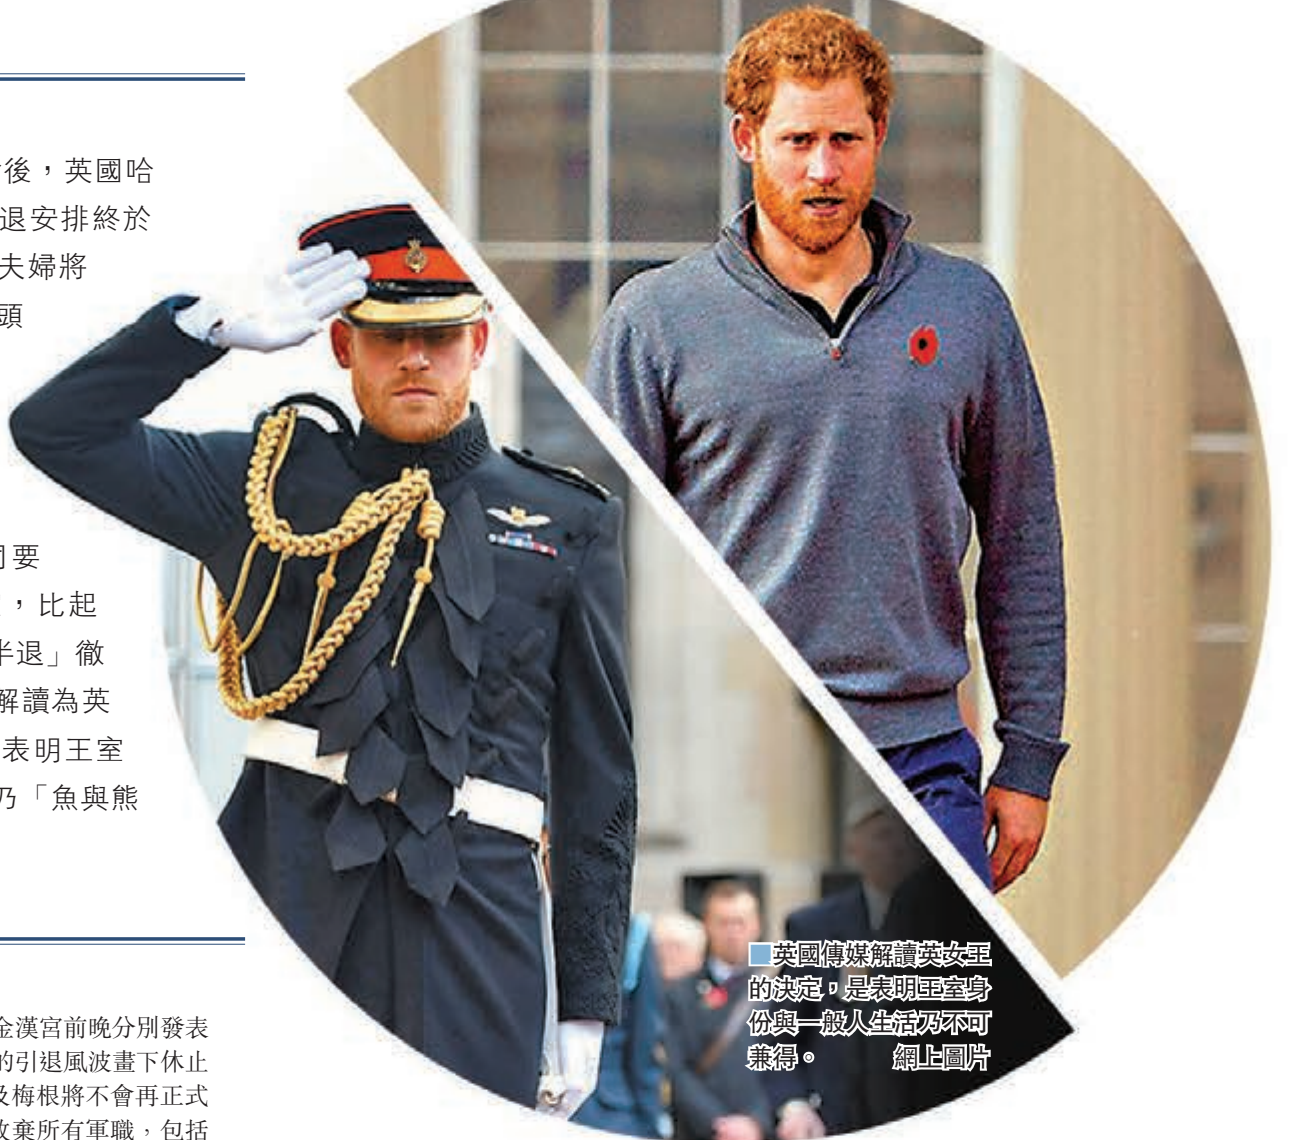 後，英國哈
退安排終於
夫婦將
頭
要
，比起
半退」徹
解讀為英
表明王室
乃「魚與熊
金漢宮前晚分別發表
的引退風波畫下休止
及梅根將不會再正式
放棄所有軍職，包括
■英國傳媒解讀英女王
的決定，是表明王室身
份與一般人生活乃不可
兼得。 網上圖片